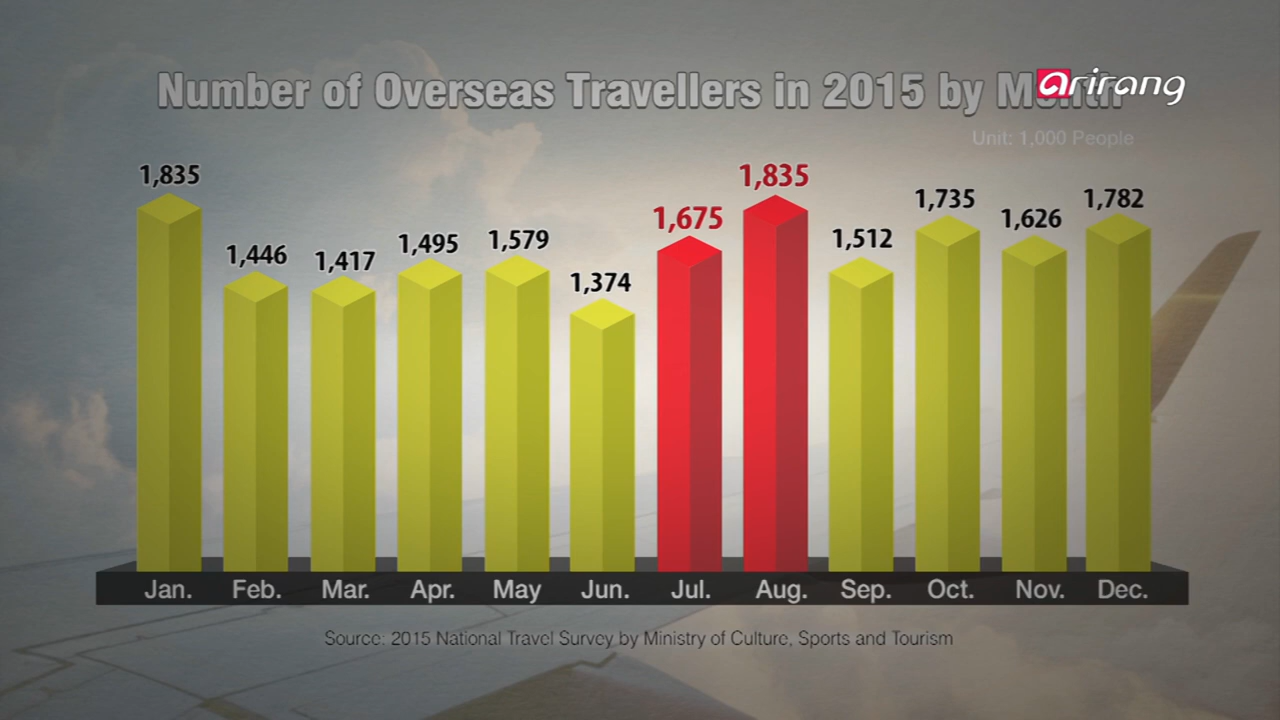 Number of Overseas Travellers in 2015 by Month
arirang
Unit: 1,000 People
1,835
1,446
1,417
1,495
1,579
1,374
1,675
1,835
1,512
1,735
1,626
1,782
Jan. Feb. Mar. Apr. May Jun. Jul. Aug. Sep. Oct. Nov. Dec.
Source: 2015 National Travel Survey by Ministry of Culture, Sports and Tourism